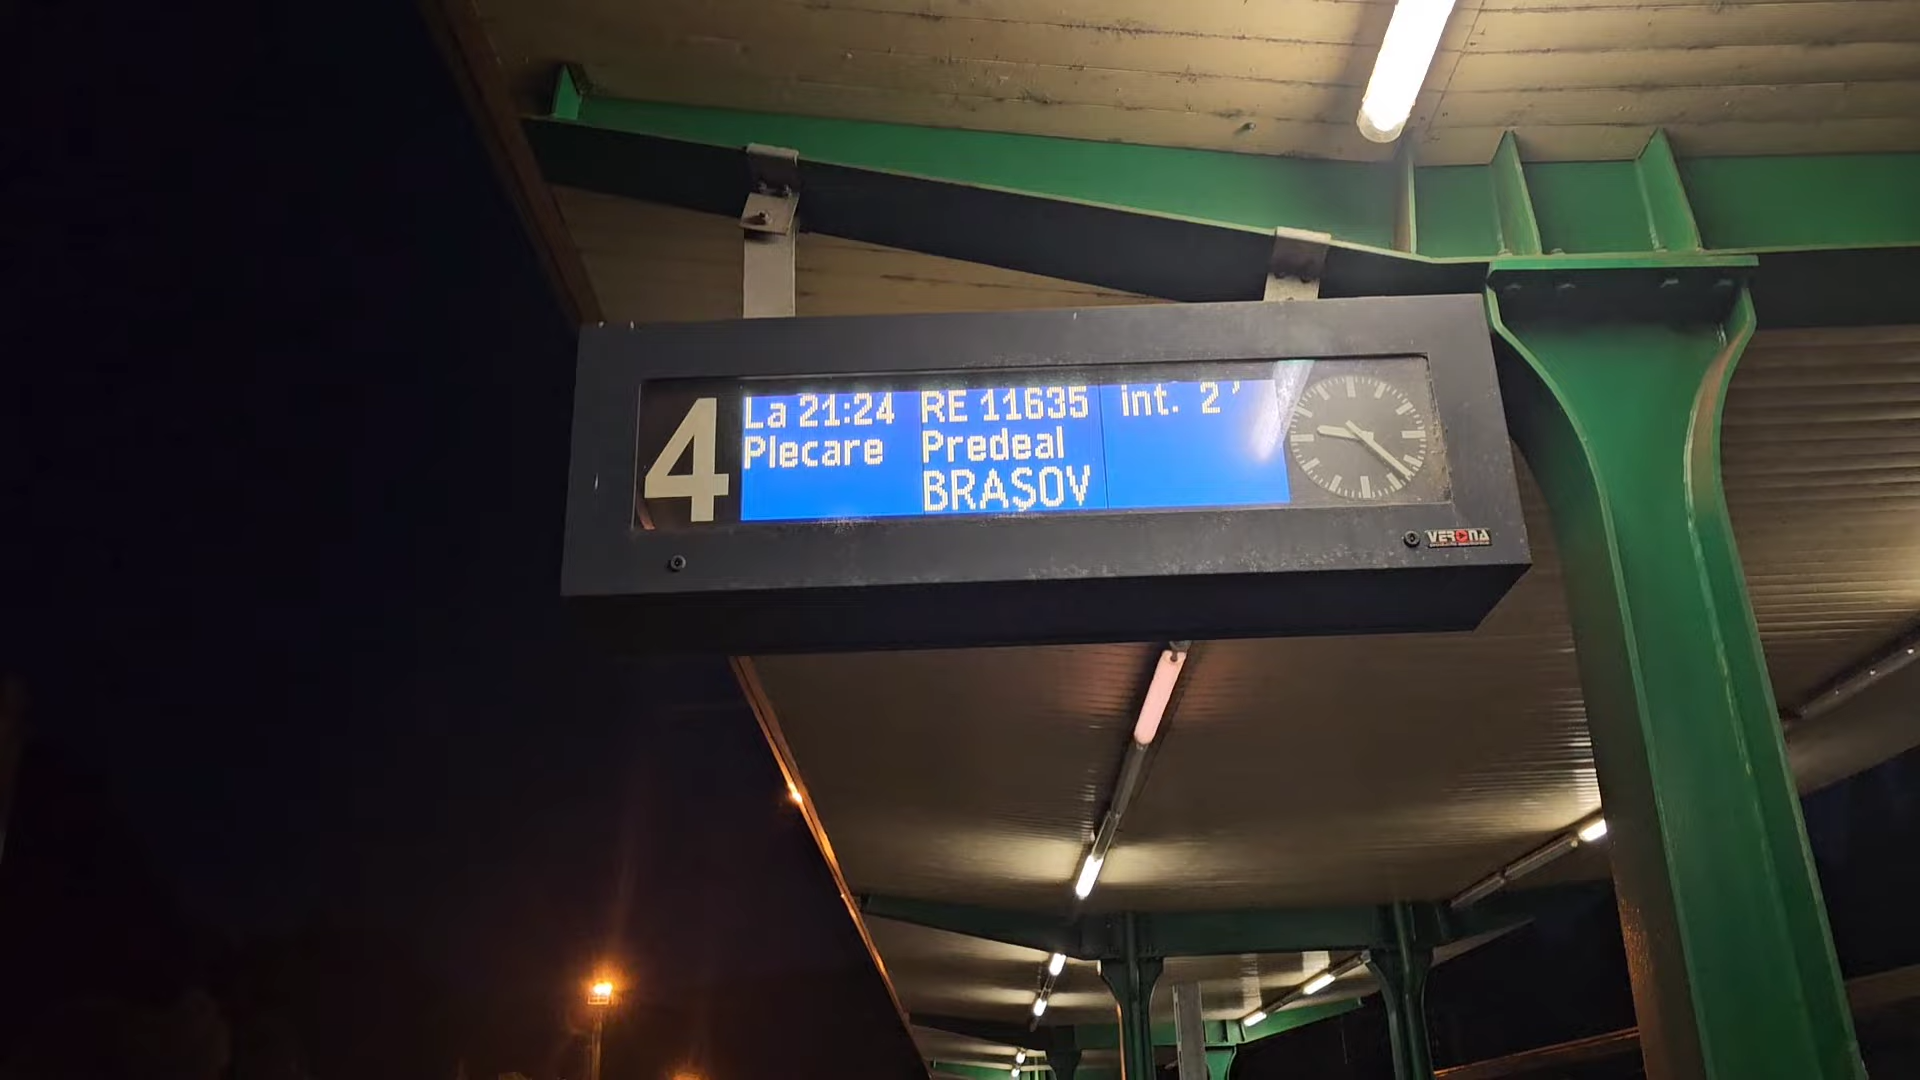 4
La 21:24 RE 11635 int. 2'
Plecare Predeal
BRAȘOV
VERONA